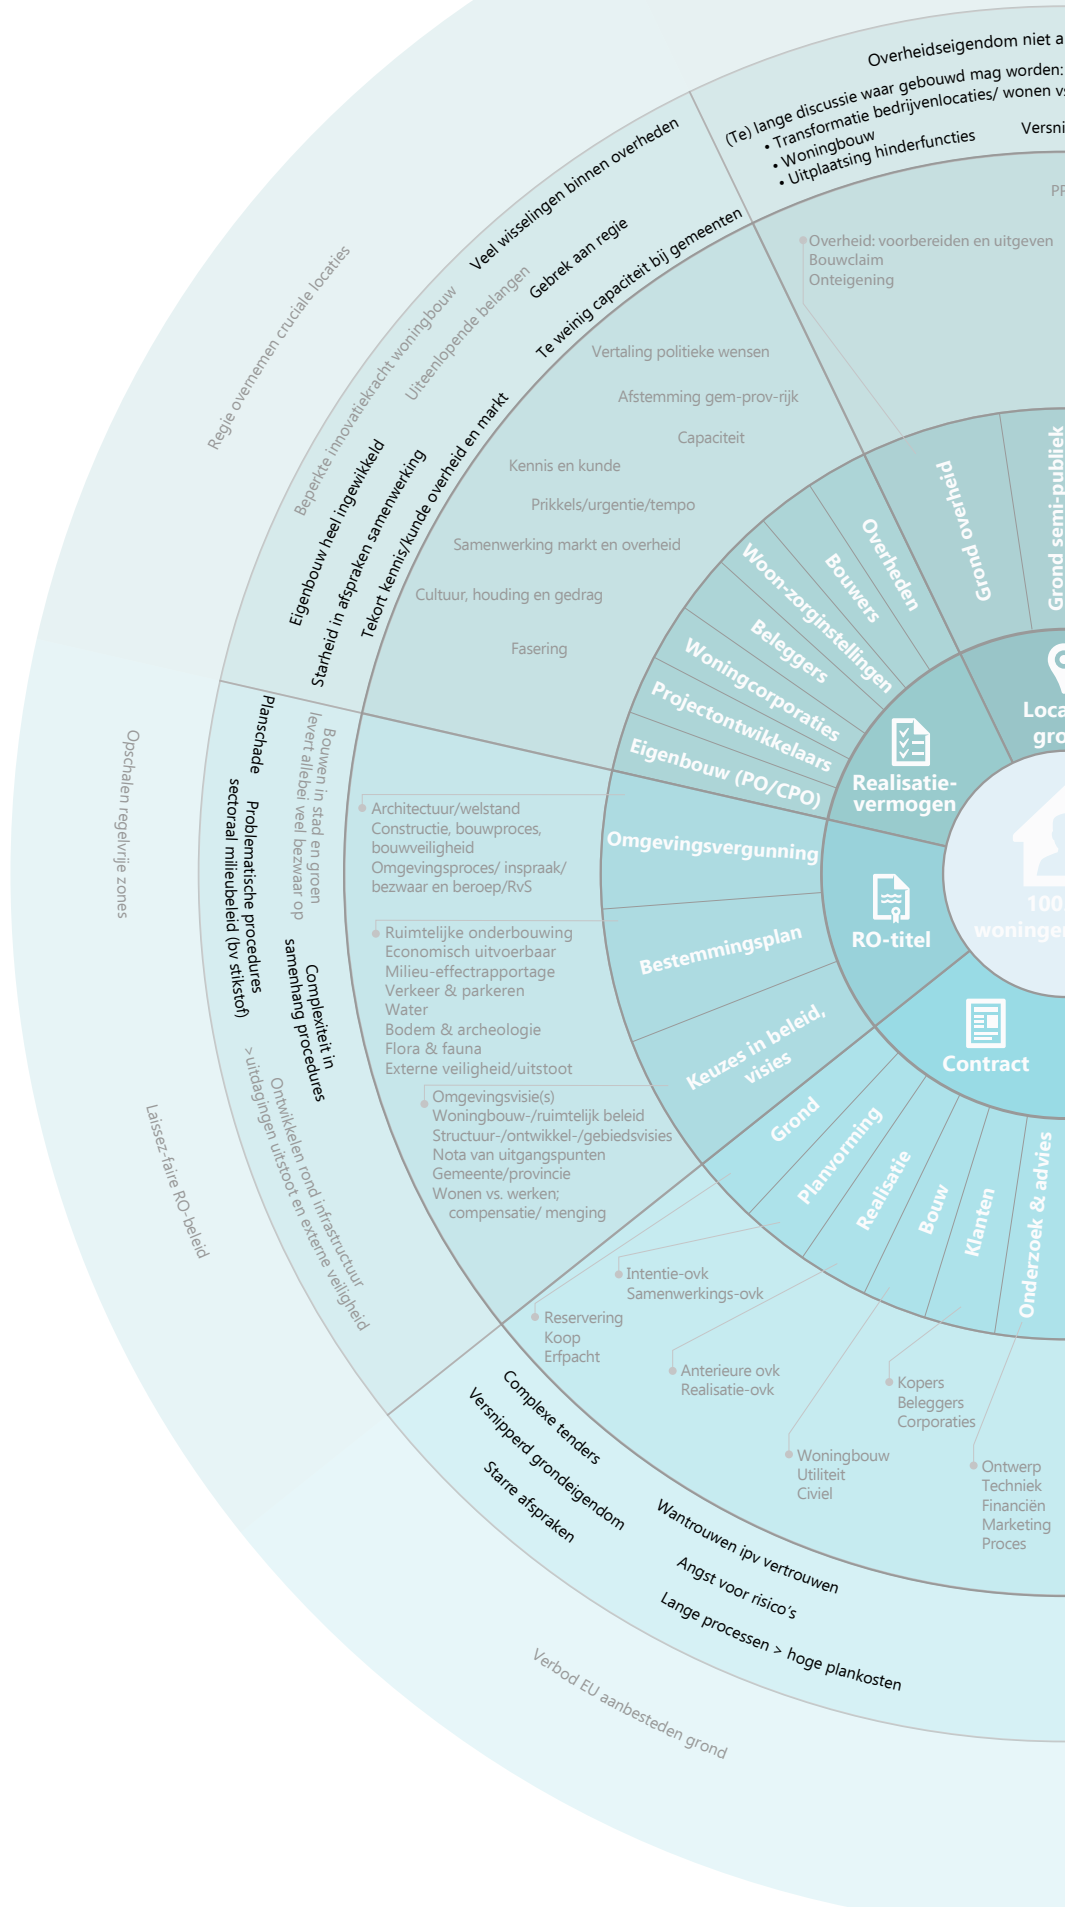 Overheidseigendom niet a
(Te) lange discussie waar gebouwd mag worden:
• Transformatie bedrijvenlocaties/ wonen vs
• Woningbouw
• Uitplaatsing hinderfuncties
Versni
PR
Overheid: voorbereiden en uitgeven
Bouwclaim
Onteigening
Grond overheid
Grond semi-publiek
Loca
gro
100
woningen
Regie overnemen cruciale locaties
Veel wisselingen binnen overheden
Gebrek aan regie
Te weinig capaciteit bij gemeenten
Beperkte innovatiekracht woningbouw
Uiteenlopende belangen
Eigenbouw heel ingewikkeld
Starheid in afspraken samenwerking
Tekort kennis/kunde overheid en markt
Vertaling politieke wensen
Afstemming gem-prov-rijk
Capaciteit
Kennis en kunde
Prikkels/urgentie/tempo
Samenwerking markt en overheid
Cultuur, houding en gedrag
Fasering
Overheden
Bouwers
Woon-zorginstellingen
Beleggers
Woningcorporaties
Projectontwikkelaars
Eigenbouw (PO/CPO)
Realisatie-
vermogen
Opschalen regelvrije zones
Laissez-faire RO-beleid
Planschade
Bouwen in stad en groen
levert allebei veel bezwaar op
Problematische procedures
sectoraal milieubeleid (bv stikstof)
Complexiteit in
samenhang procedures
Ontwikkelen rond infrastructuur
>uitdagingen uitstoot en externe veiligheid
Architectuur/welstand
Constructie, bouwproces,
bouwveiligheid
Omgevingsproces/ inspraak/
bezwaar en beroep/RvS
Ruimtelijke onderbouwing
Economisch uitvoerbaar
Milieu-effectrapportage
Verkeer & parkeren
Water
Bodem & archeologie
Flora & fauna
Externe veiligheid/uitstoot
Omgevingsvisie(s)
Woningbouw-/ruimtelijk beleid
Structuur-/ontwikkel-/gebiedsvisies
Nota van uitgangspunten
Gemeente/provincie
Wonen vs. werken;
compensatie/ menging
Omgevingsvergunning
Bestemmingsplan
Keuzes in beleid,
visies
RO-titel
Contract
Grond
Planvorming
Realisatie
Bouw
Klanten
Onderzoek & advies
Intentie-ovk
Samenwerkings-ovk
Reservering
Koop
Erfpacht
Anterieure ovk
Realisatie-ovk
Kopers
Beleggers
Corporaties
Woningbouw
Utiliteit
Civiel
Ontwerp
Techniek
Financiën
Marketing
Proces
Complexe tenders
Versnipperd grondeigendom
Starre afspraken
Wantrouwen ipv vertrouwen
Angst voor risico's
Lange processen > hoge plankosten
Verbod EU aanbesteden grond